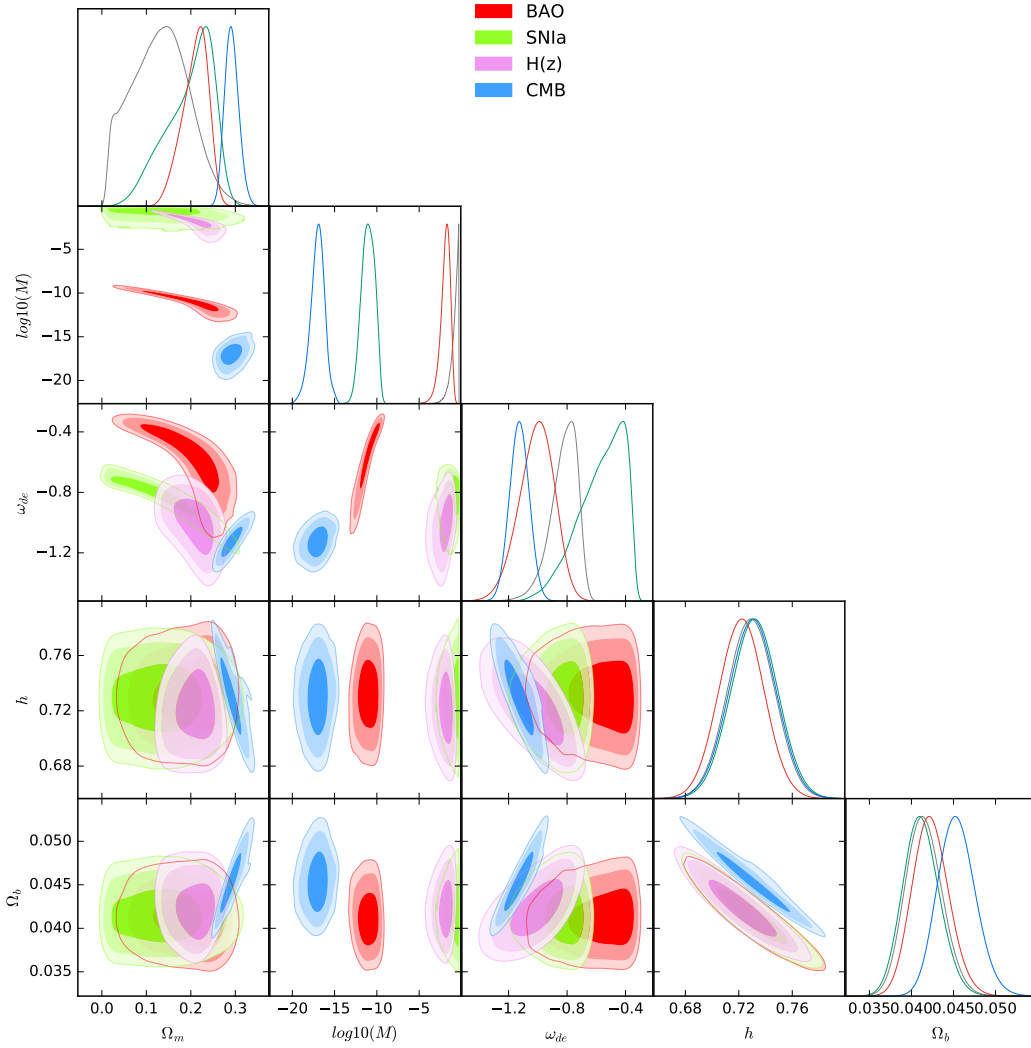 BAO
SNIa
H(z)
CMB
−5
−10
−15
−20
log10(M)
−0.4
−0.8
−1.2
ω_de
0.76
0.72
0.68
h
0.050
0.045
0.040
0.035
Ω_b
0.0 0.1 0.2 0.3
−20 −15 −10 −5
−1.2 −0.8 −0.4
0.68 0.72 0.76
0.035 0.040 0.045 0.050
Ω_m
log10(M)
ω_de
h
Ω_b